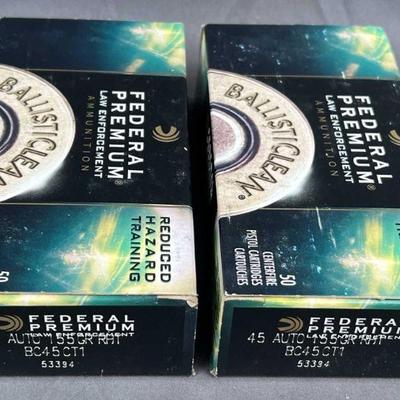 BALLISTICLEAN
FEDERAL
PREMIUM®
LAW ENFORCEMENT
AMMUNITION
REDUCED
HAZARD
TRAINING
50
FEDERAL
PREMIUM
LAW ENFORCEMENT
AUTO 155 GR RHT
BC45CT1
53394
BALLISTICLEAN®
FEDERAL
PREMIUM®
LAW ENFORCEMENT
AMMUNITION
50
CENTERFIRE
PISTOL CARTRIDGES
CARTOUCHES
FEDERAL
PREMIUM
LAW ENFORCEMENT
45 AUTO 155 GR RHT
BC45CT1
53394